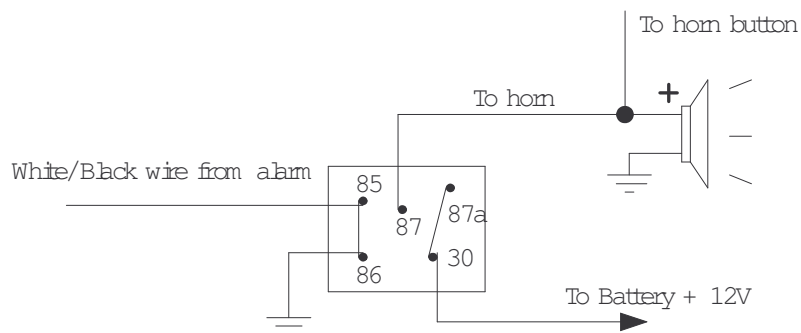 To horn button
+
To horn
White/Black wire from alarm
85
87
87a
86
30
To Battery + 12V